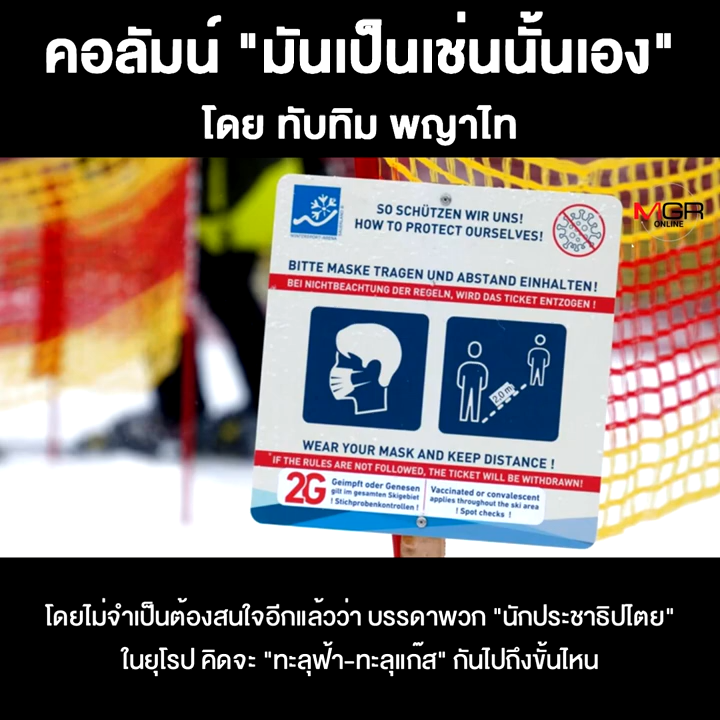 คอลัมน์ "มันเป็นเช่นนั้นเอง"
โดย ทับทิม พญาไท
SO SCHÜTZEN WIR UNS!
HOW TO PROTECT OURSELVES!
MGR
ONLINE
BITTE MASKE TRAGEN UND ABSTAND EINHALTEN!
BEI NICHTBEACHTUNG DER REGELN, WIRD DAS TICKET ENTZOGEN !
2.0 m
WEAR YOUR MASK AND KEEP DISTANCE !
* IF THE RULES ARE NOT FOLLOWED, THE TICKET WILL BE WITHDRAWN!
2G
Geimpft oder Genesen
gilt im gesamten Skigebiet
! Stichprobenkontrollen !
Vaccinated or convalescent
applies throughout the ski area
! Spot checks !
โดยไม่จำเป็นต้องสนใจอีกแล้วว่า บรรดาพวก "นักประชาธิปไตย"
ในยุโรป คิดจะ "ทะลุฟ้า-ทะลุแก๊ส" กันไปถึงขั้นไหน